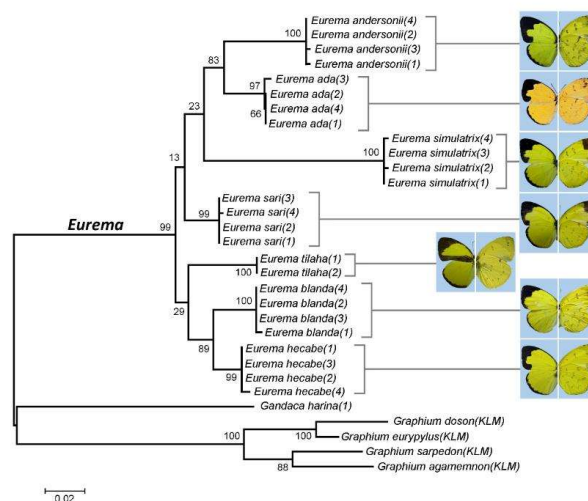 Eurema andersonii(4)
Eurema andersonii(2)
100
Eurema andersonii(3)
Eurema andersonii(1)
83
Eurema ada(3)
97
Eurema ada(2)
Eurema ada(4)
66
Eurema ada(1)
23
Eurema simulatrix(4)
100
Eurema simulatrix(3)
Eurema simulatrix(2)
Eurema simulatrix(1)
13
Eurema sari(3)
99
Eurema sari(4)
Eurema sari(2)
Eurema sari(1)
Eurema
99
Eurema tilaha(1)
100
Eurema tilaha(2)
29
Eurema blanda(4)
100
Eurema blanda(2)
Eurema blanda(3)
Eurema blanda(1)
89
Eurema hecabe(1)
Eurema hecabe(3)
99
Eurema hecabe(2)
Eurema hecabe(4)
Gandaca harina(1)
Graphium doson(KLM)
100
100
Graphium eurypylus(KLM)
Graphium sarpedon(KLM)
88
Graphium agamemnon(KLM)
0.02